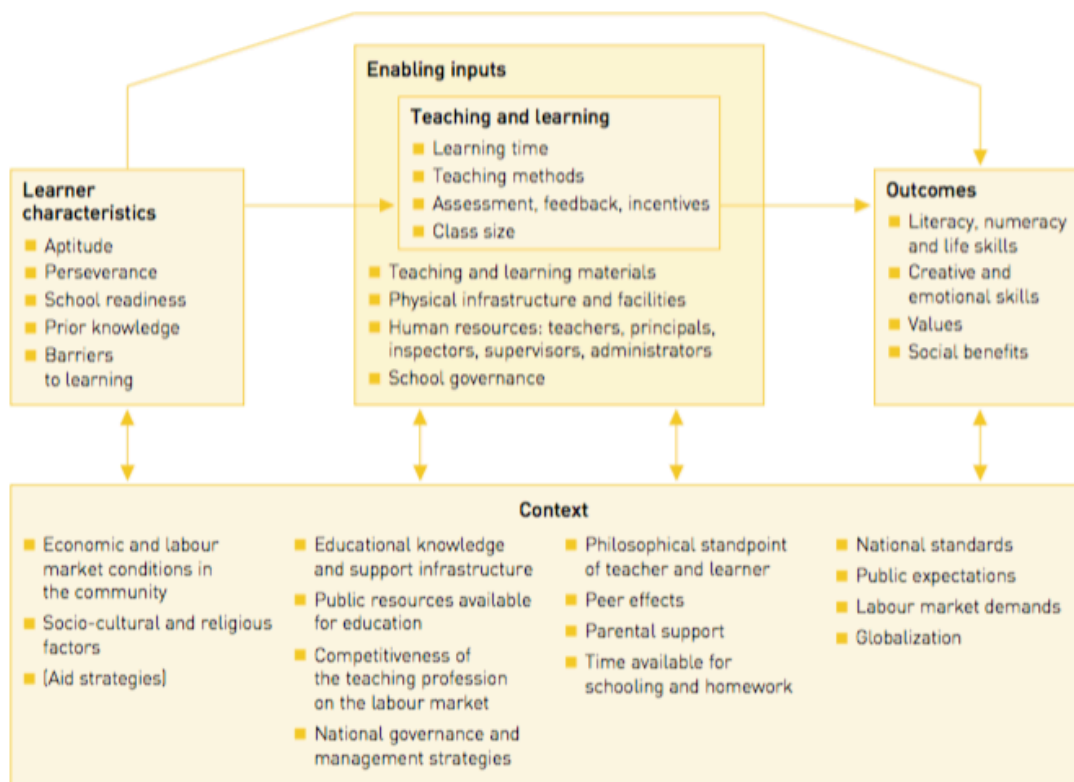 Enabling inputs
Teaching and learning
Learning time
Teaching methods
Assessment, feedback, incentives
Class size
Teaching and learning materials
Physical infrastructure and facilities
Human resources: teachers, principals,
inspectors, supervisors, administrators
School governance
Learner
characteristics
Aptitude
Perseverance
School readiness
Prior knowledge
Barriers
to learning
Outcomes
Literacy, numeracy
and life skills
Creative and
emotional skills
Values
Social benefits
Context
Economic and labour
market conditions in
the community
Socio-cultural and religious
factors
(Aid strategies)
Educational knowledge
and support infrastructure
Public resources available
for education
Competitiveness of
the teaching profession
on the labour market
National governance and
management strategies
Philosophical standpoint
of teacher and learner
Peer effects
Parental support
Time available for
schooling and homework
National standards
Public expectations
Labour market demands
Globalization